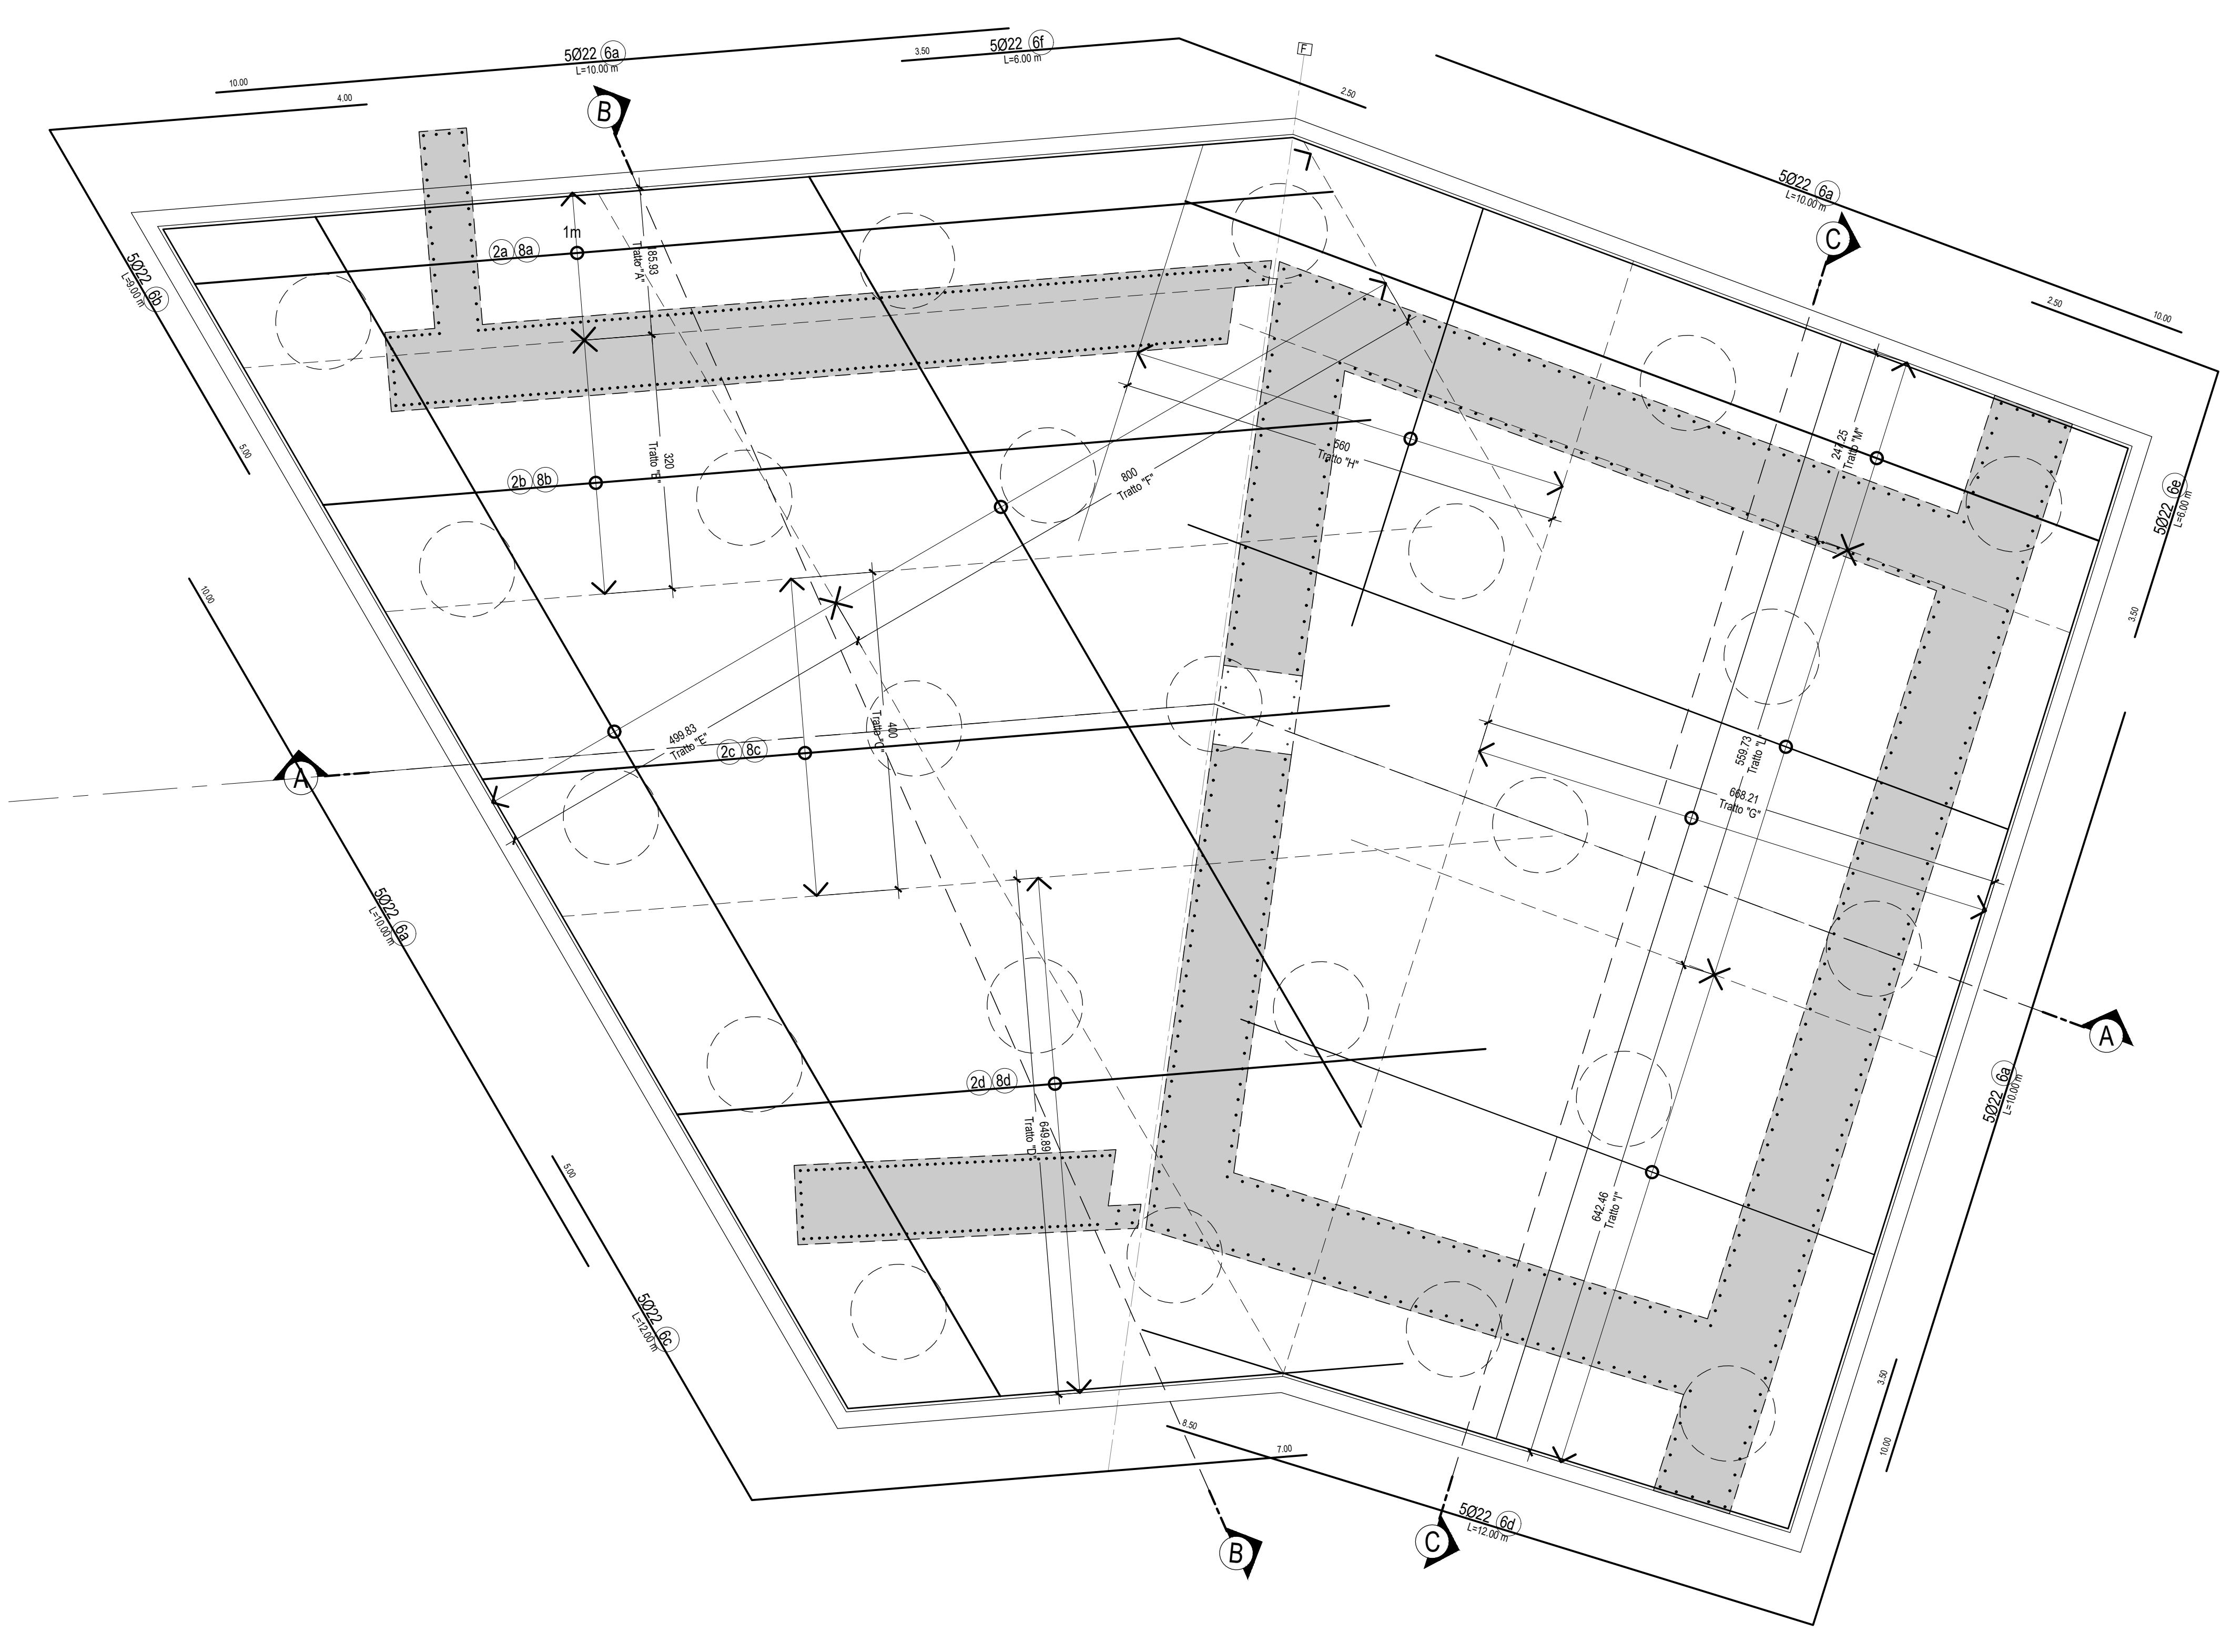 5Ø22 6a
L=10.00 m
10.00
4.00
5Ø22 6f
L=6.00 m
3.50
2.50
F
B
5Ø22 6a
L=10.00 m
10.00
C
2.50
5Ø22 6b
L=9.00 m
5.00
2a 8a
1m
185.93
Tratto "A"
2b 8b
320
Tratto "B"
560
Tratto "H"
800
Tratto "F"
247.25
Tratto "M"
5Ø22 6e
L=6.00 m
3.50
10.00
499.83
Tratto "E"
2c 8c
400
Tratto "C"
559.73
Tratto "L"
668.21
Tratto "G"
A
5Ø22 6a
L=10.00 m
A
5Ø22 6a
L=10.00 m
2d 8d
649.89
Tratto "D"
642.46
Tratto "I"
5.00
5Ø22 6c
L=12.00 m
3.50
8.50
7.00
10.00
5Ø22 6d
L=12.00 m
B
C